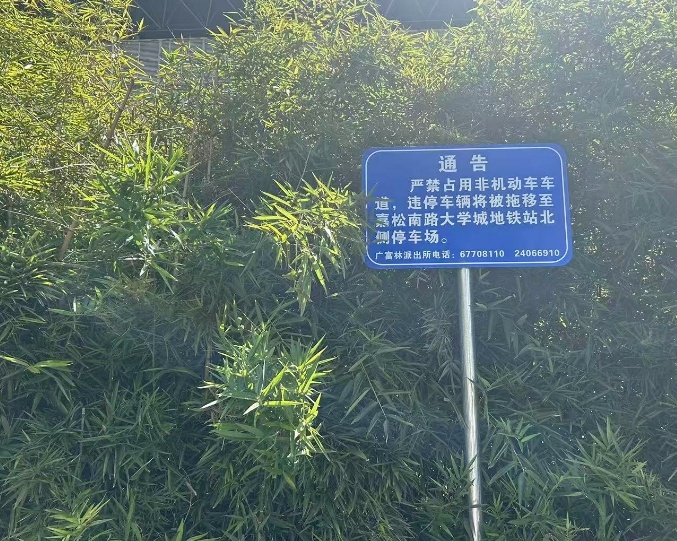 通告
严禁占用非机动车车
道，违停车辆将被拖移至
嘉松南路大学城地铁站北
侧停车场。
广富林派出所电话：67708110 24066910